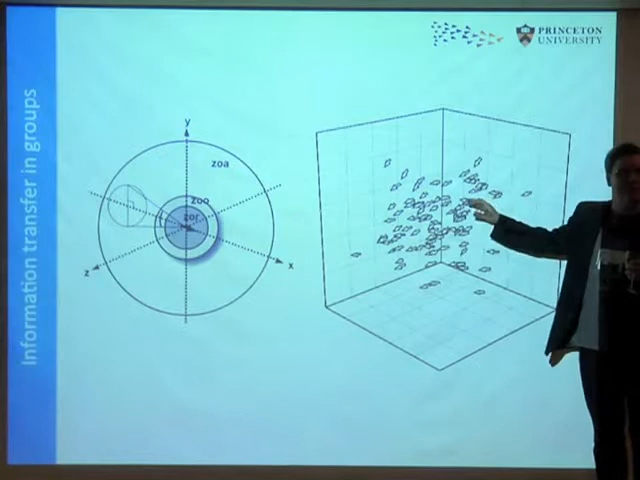 PRINCETON
UNIVERSITY
Information transfer in groups
y
zoa
zoo
zor
z
x